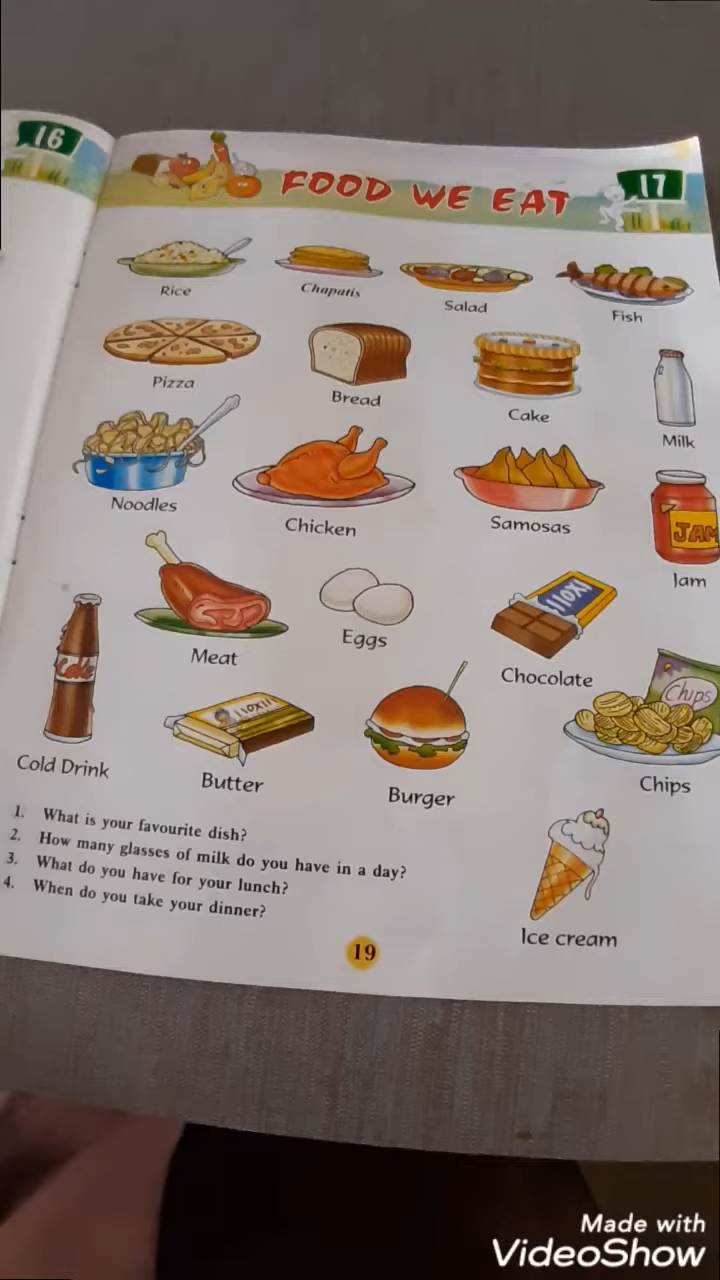 16
FOOD WE EAT
17
Rice
Chapatis
Salad
Fish
Pizza
Bread
Cake
Milk
Noodles
Chicken
Samosas
JAM
Jam
Meat
Eggs
Chocolate
Coke
Cold Drink
Butter
Burger
Chips
Chips
1. What is your favourite dish?
2. How many glasses of milk do you have in a day?
3. What do you have for your lunch?
4. When do you take your dinner?
Ice cream
19
Made with
VideoShow